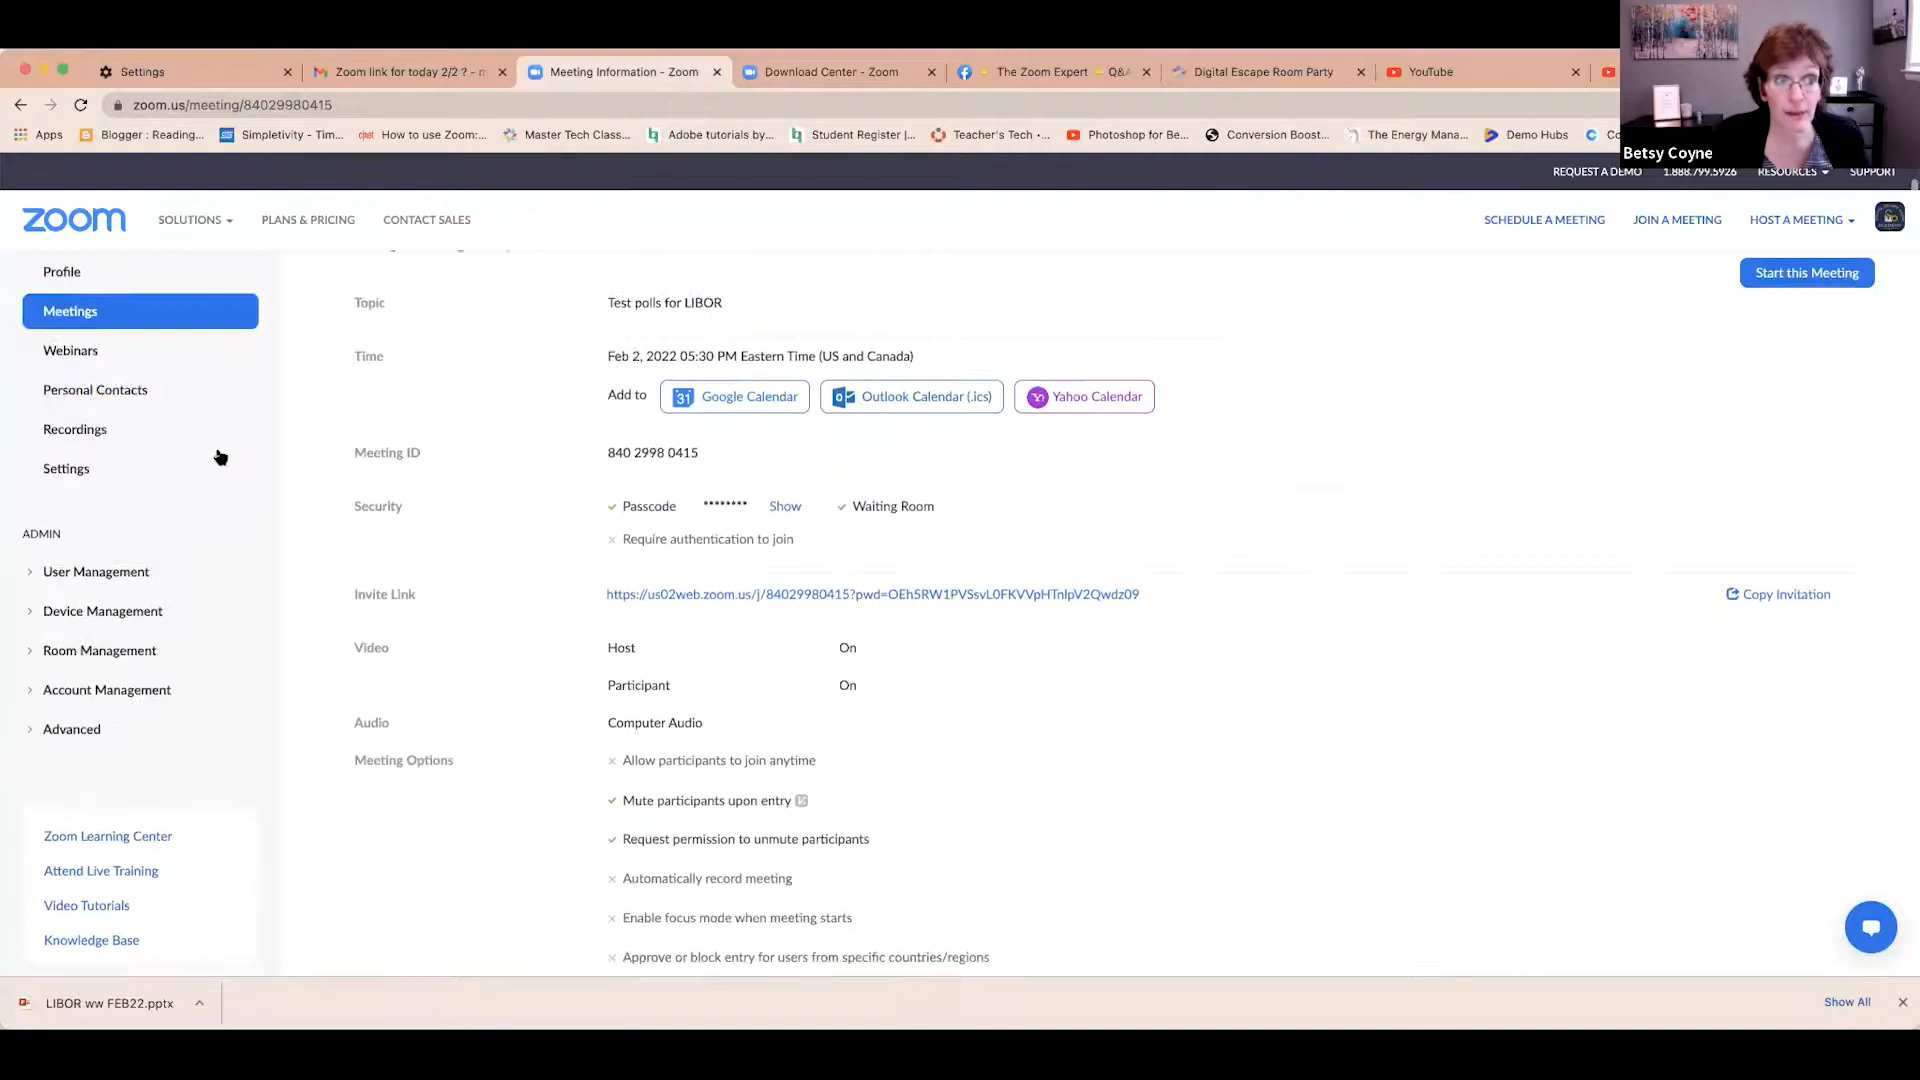 Settings
Zoom link for today 2/2 ? - m
Meeting Information - Zoom
Download Center - Zoom
The Zoom Expert
Q&A
Digital Escape Room Party
YouTube
zoom.us/meeting/84029980415
Apps
Blogger : Reading...
Simpletivity - Tim...
How to use Zoom:...
Master Tech Class...
Adobe tutorials by...
Student Register |...
Teacher's Tech -...
Photoshop for Be...
Conversion Boost...
The Energy Mana...
Demo Hubs
Betsy Coyne
REQUEST A DEMO
1.888.799.5926
RESOURCES
SUPPORT
zoom
SOLUTIONS
PLANS & PRICING
CONTACT SALES
SCHEDULE A MEETING
JOIN A MEETING
HOST A MEETING
Profile
Meetings
Webinars
Personal Contacts
Recordings
Settings
ADMIN
User Management
Device Management
Room Management
Account Management
Advanced
Zoom Learning Center
Attend Live Training
Video Tutorials
Knowledge Base
Start this Meeting
Topic
Test polls for LIBOR
Time
Feb 2, 2022 05:30 PM Eastern Time (US and Canada)
Add to
31 Google Calendar
Outlook Calendar (.ics)
Yahoo Calendar
Meeting ID
840 2998 0415
Security
Passcode ******** Show
Waiting Room
Require authentication to join
Invite Link
https://us02web.zoom.us/j/84029980415?pwd=OEh5RW1PVSsvL0FKVVpHTnlpV2Qwdz09
Copy Invitation
Video
Host On
Participant On
Audio
Computer Audio
Meeting Options
Allow participants to join anytime
Mute participants upon entry
Request permission to unmute participants
Automatically record meeting
Enable focus mode when meeting starts
Approve or block entry for users from specific countries/regions
LIBOR ww FEB22.pptx
Show All